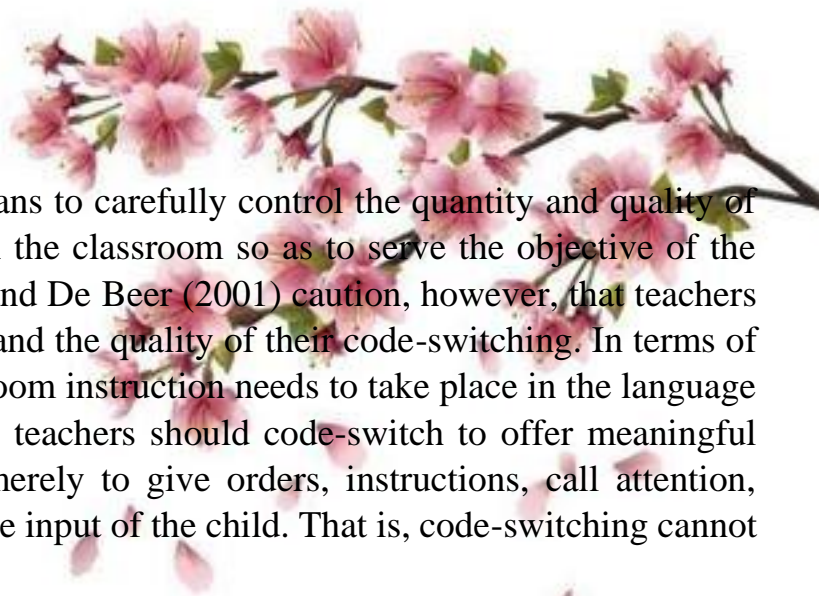 ans to carefully control the quantity and quality of
the classroom so as to serve the objective of the
nd De Beer (2001) caution, however, that teachers
and the quality of their code-switching. In terms of
oom instruction needs to take place in the language
teachers should code-switch to offer meaningful
nerely to give orders, instructions, call attention,
e input of the child. That is, code-switching cannot